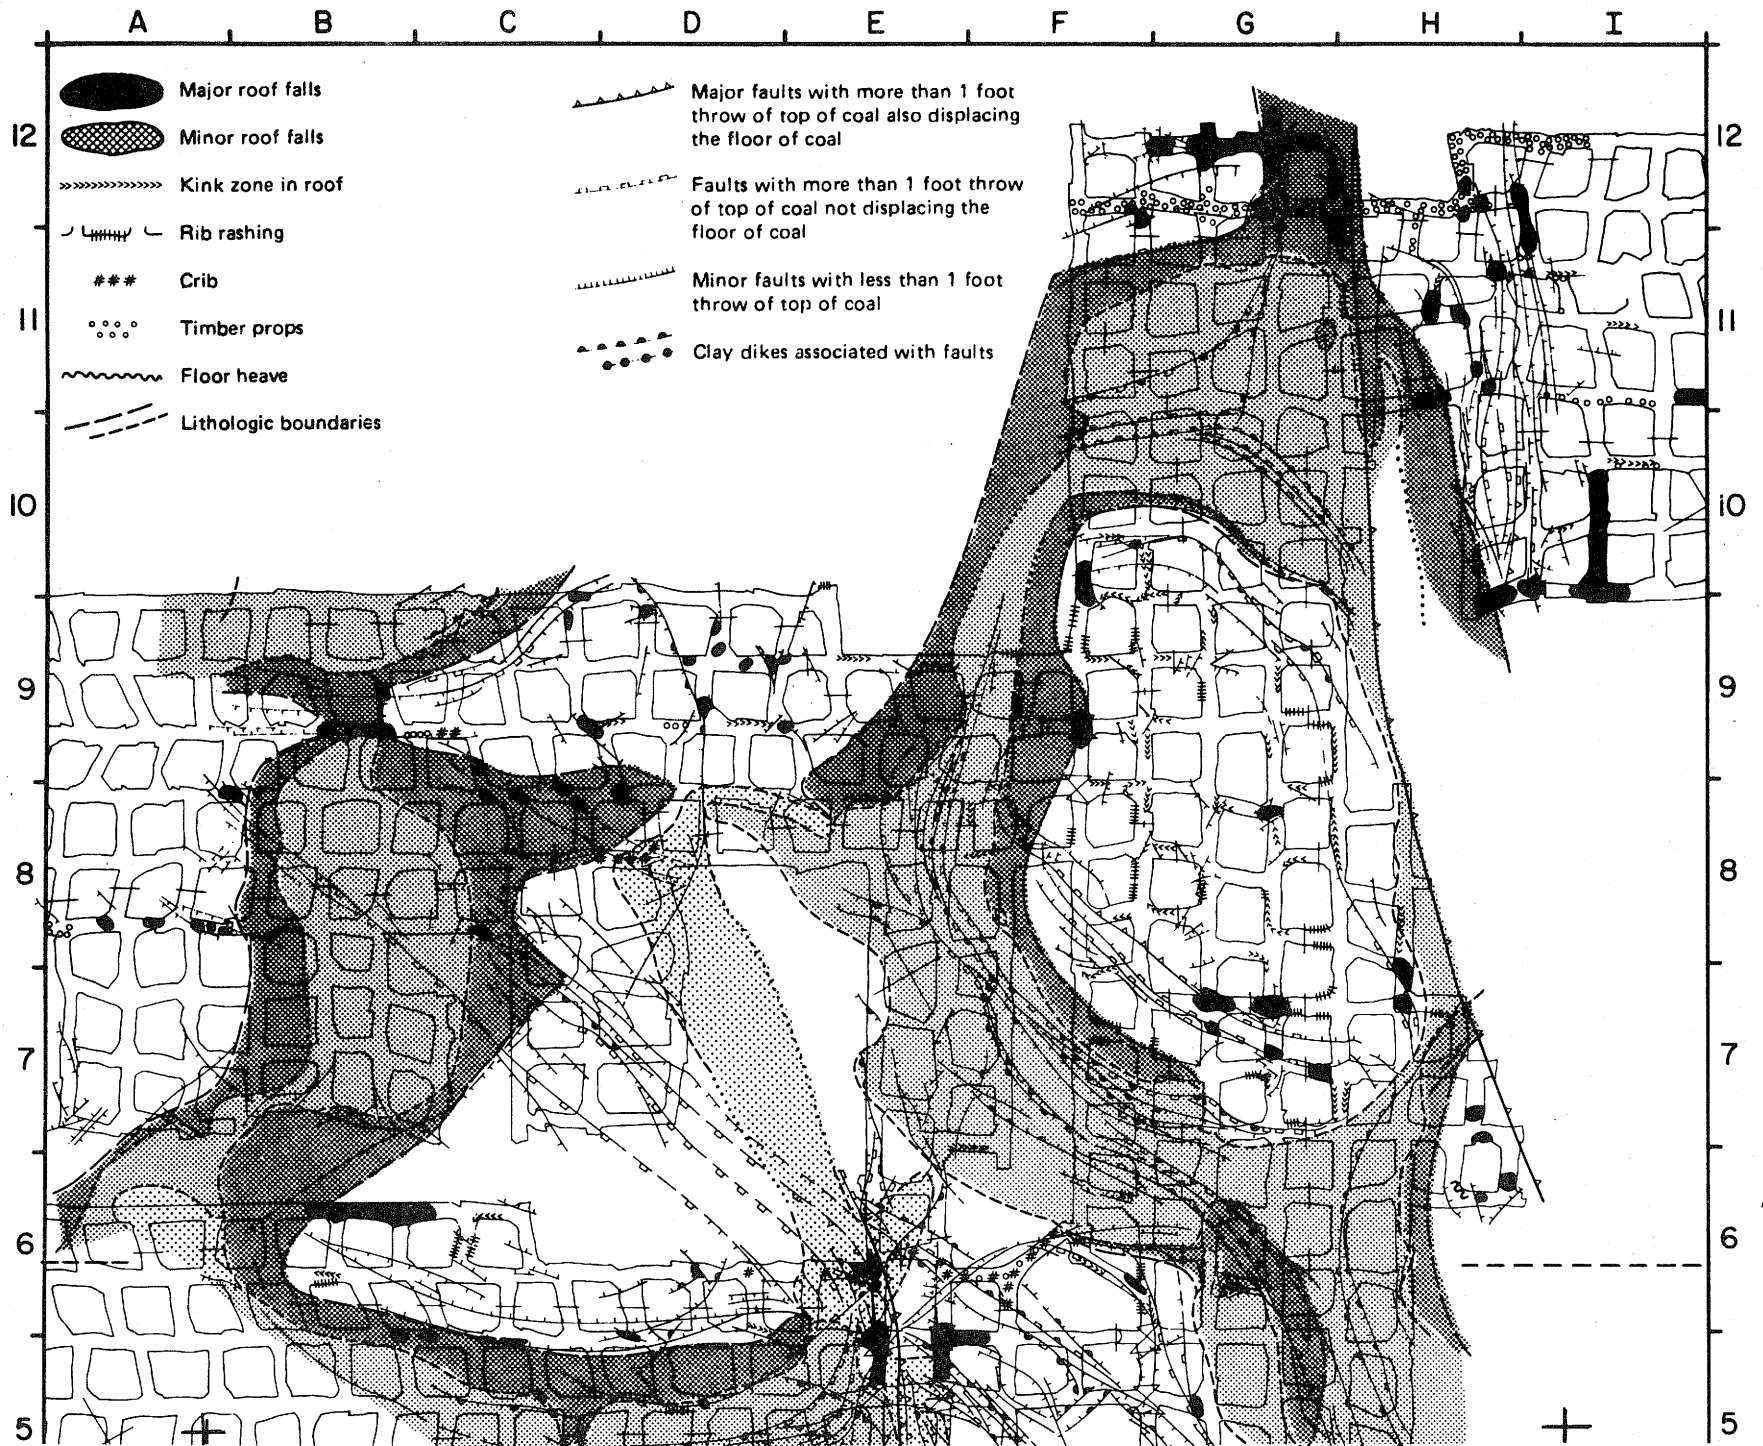 A B C D E F G H I
Major roof falls
Minor roof falls
Kink zone in roof
Rib rashing
Crib
Timber props
Floor heave
Lithologic boundaries
Major faults with more than 1 foot
throw of top of coal also displacing
the floor of coal
Faults with more than 1 foot throw
of top of coal not displacing the
floor of coal
Minor faults with less than 1 foot
throw of top of coal
Clay dikes associated with faults
12 12
11 11
10 10
9 9
8 8
7 7
6 6
5 5